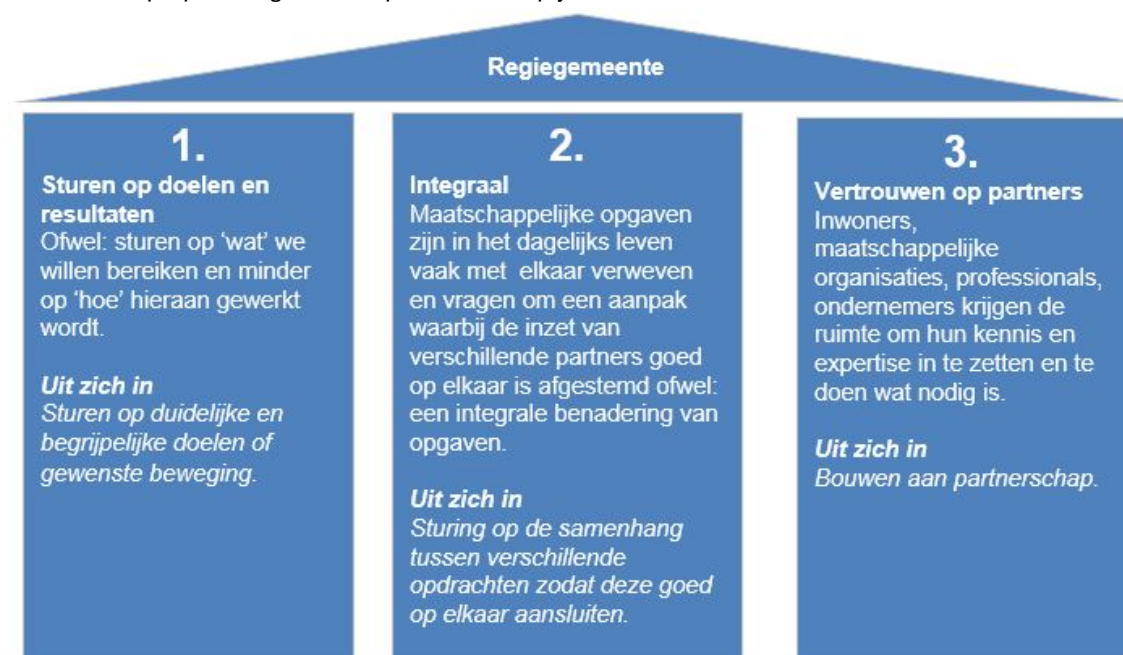 Regiegemeente
1.
Sturen op doelen en
resultaten
Ofwel: sturen op ‘wat’ we
willen bereiken en minder
op ‘hoe’ hieraan gewerkt
wordt.
Uit zich in
Sturen op duidelijke en
begrijpelijke doelen of
gewenste beweging.
2.
Integraal
Maatschappelijke opgaven
zijn in het dagelijks leven
vaak met elkaar verweven
en vragen om een aanpak
waarbij de inzet van
verschillende partners goed
op elkaar is afgestemd ofwel:
een integrale benadering van
opgaven.
Uit zich in
Sturing op de samenhang
tussen verschillende
opdrachten zodat deze goed
op elkaar aansluiten.
3.
Vertrouwen op partners
Inwoners,
maatschappelijke
organisaties, professionals,
ondernemers krijgen de
ruimte om hun kennis en
expertise in te zetten en te
doen wat nodig is.
Uit zich in
Bouwen aan partnerschap.